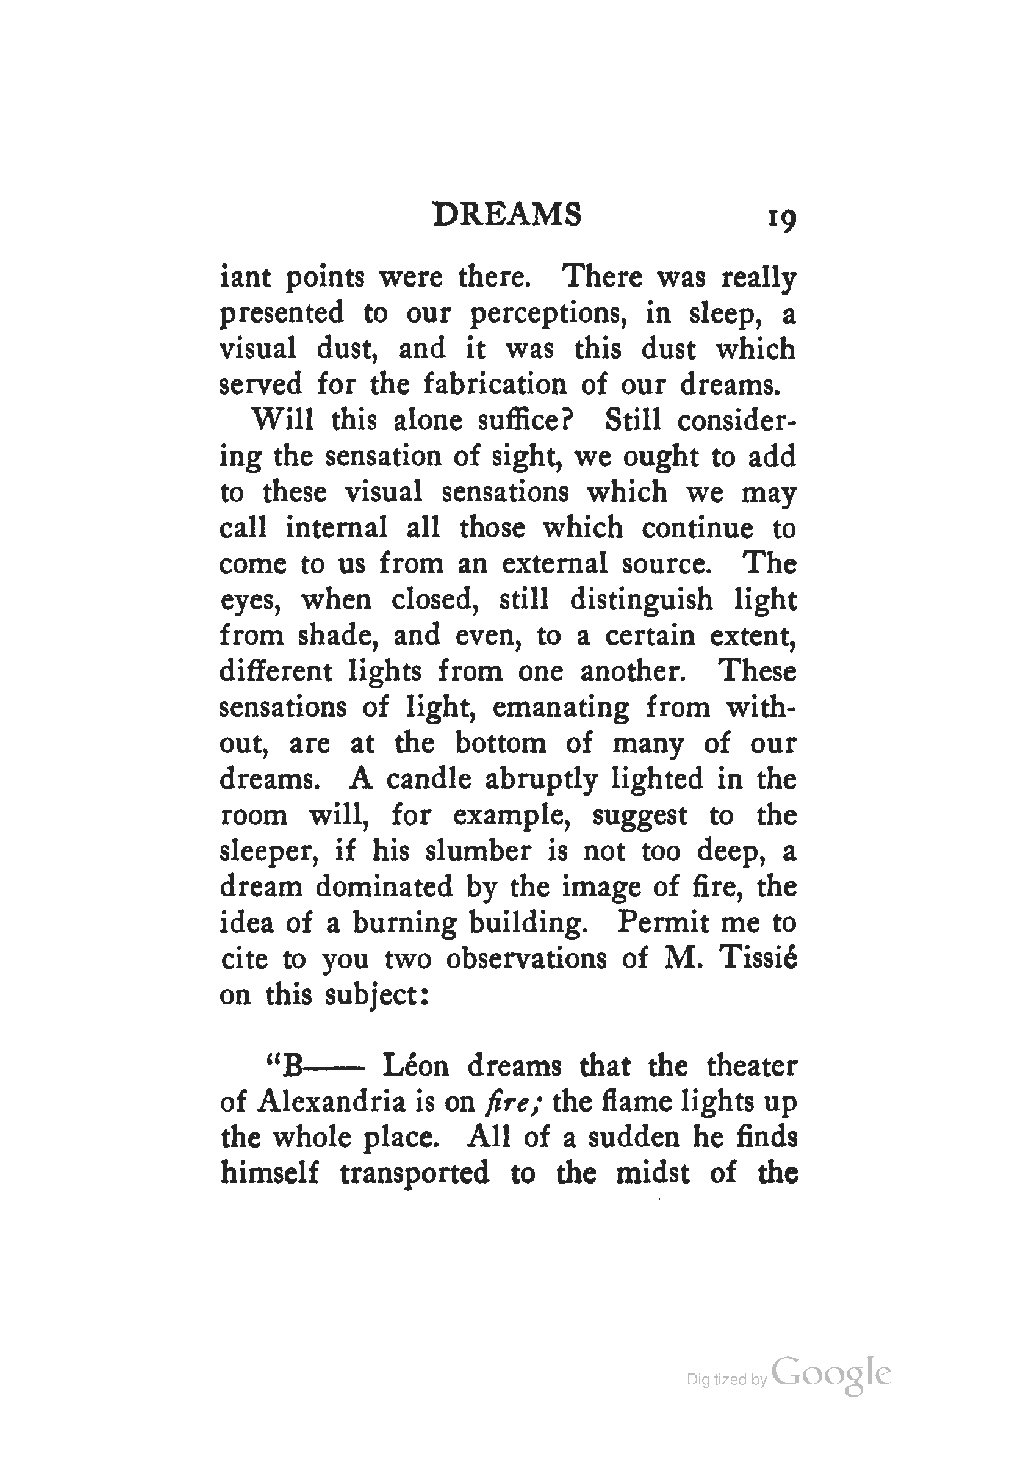 DREAMS 19
iant points were there. There was really
presented to our perceptions, in sleep, a
visual dust, and it was this dust which
served for the fabrication of our dreams.
Will this alone suffice? Still consider-
ing the sensation of sight, we ought to add
to these visual sensations which we may
call internal all those which continue to
come to us from an external source. The
eyes, when closed, still distinguish light
from shade, and even, to a certain extent,
different lights from one another. These
sensations of light, emanating from with-
out, are at the bottom of many of our
dreams. A candle abruptly lighted in the
room will, for example, suggest to the
sleeper, if his slumber is not too deep, a
dream dominated by the image of fire, the
idea of a burning building. Permit me to
cite to you two observations of M. Tissié
on this subject:
“B—— Léon dreams that the theater
of Alexandria is on fire; the flame lights up
the whole place. All of a sudden he finds
himself transported to the midst of the
Digitized by Google